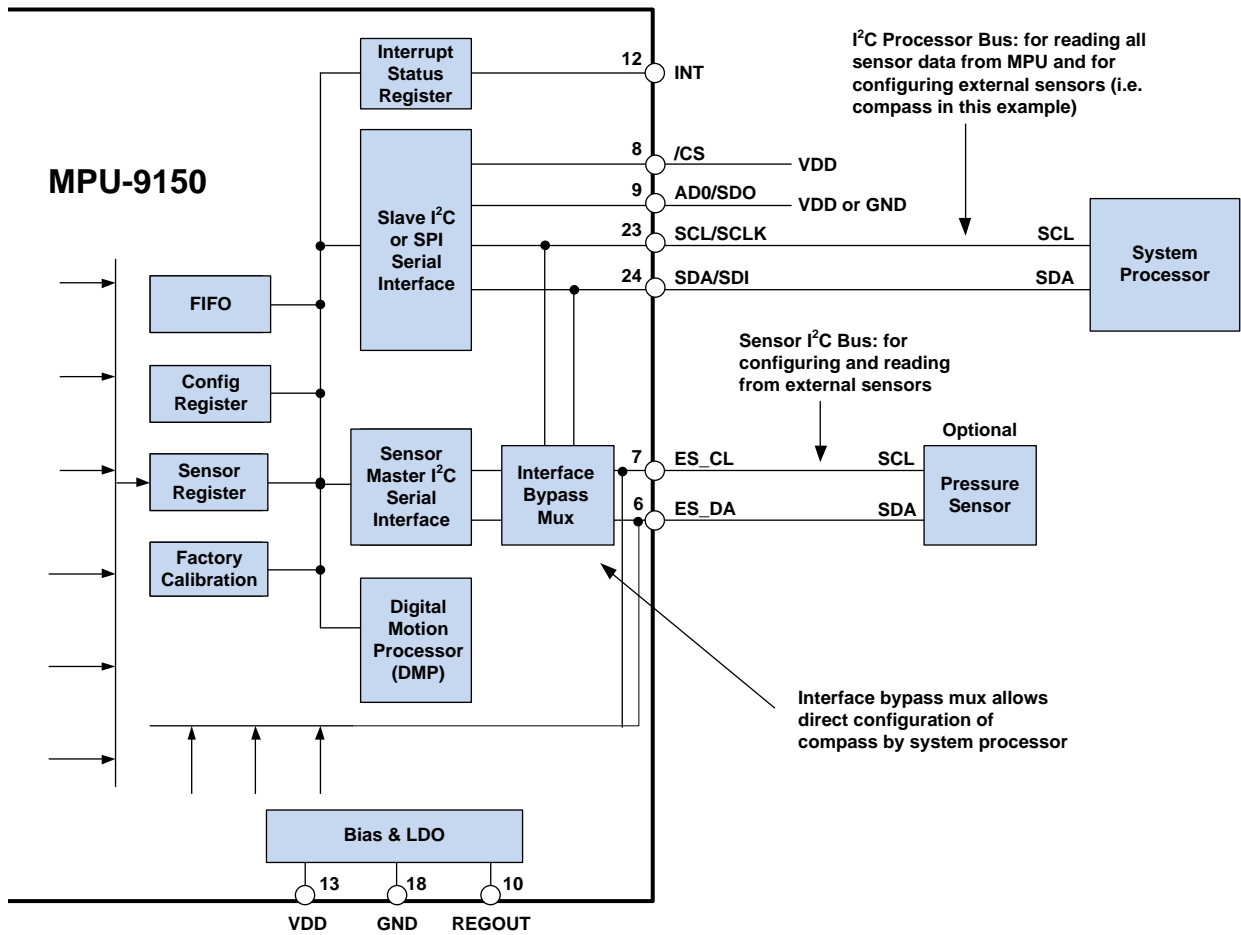 Interrupt
Status
Register
12
INT
I²C Processor Bus: for reading all
sensor data from MPU and for
configuring external sensors (i.e.
compass in this example)
MPU-9150
Slave I²C
or SPI
Serial
Interface
8
/CS
VDD
9
AD0/SDO
VDD or GND
23
SCL/SCLK
SCL
24
SDA/SDI
SDA
System
Processor
FIFO
Config
Register
Sensor
Register
Factory
Calibration
Sensor I²C Bus: for
configuring and reading
from external sensors
Sensor
Master I²C
Serial
Interface
Interface
Bypass
Mux
7
ES_CL
SCL
6
ES_DA
SDA
Optional
Pressure
Sensor
Digital
Motion
Processor
(DMP)
Interface bypass mux allows
direct configuration of
compass by system processor
Bias & LDO
13
18
10
VDD
GND
REGOUT